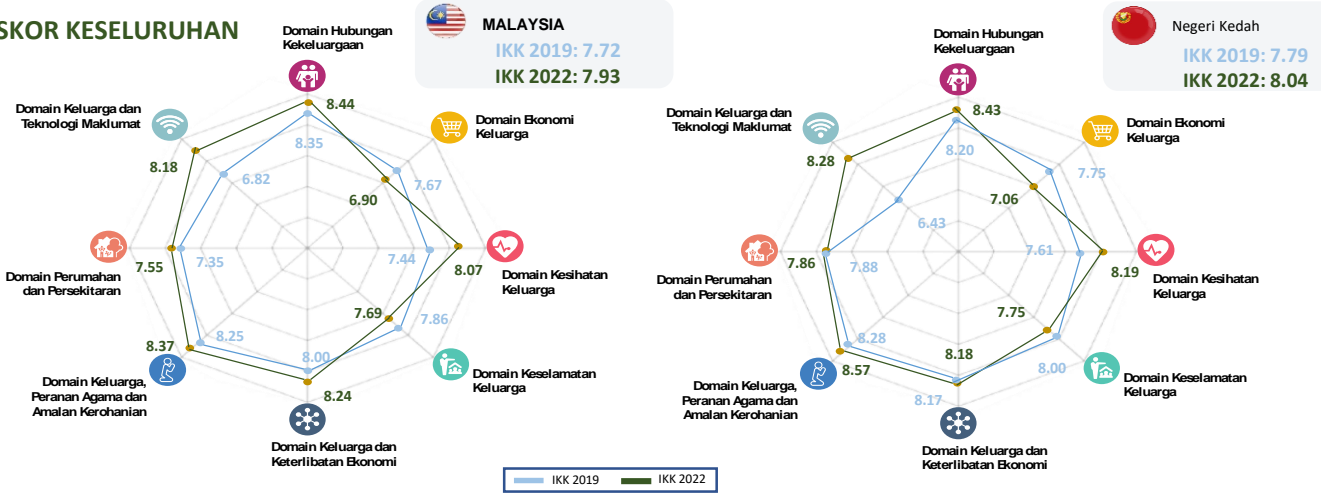 SKOR KESELURUHAN
MALAYSIA
IKK 2019: 7.72
IKK 2022: 7.93
Domain Hubungan
Kekeluargaan
8.44
8.35
Domain Ekonomi
Keluarga
7.67
6.90
Domain Kesihatan
Keluarga
7.44
8.07
Domain Keselamatan
Keluarga
7.69
7.86
Domain Keluarga dan
Keterlibatan Ekonomi
8.00
8.24
Domain Keluarga,
Peranan Agama dan
Amalan Kerohanian
8.25
8.37
Domain Perumahan
dan Persekitaran
7.55
7.35
Domain Keluarga dan
Teknologi Maklumat
8.18
6.82
Negeri Kedah
IKK 2019: 7.79
IKK 2022: 8.04
Domain Hubungan
Kekeluargaan
8.43
8.20
Domain Ekonomi
Keluarga
7.75
7.06
Domain Kesihatan
Keluarga
7.61
8.19
Domain Keselamatan
Keluarga
7.75
8.00
Domain Keluarga dan
Keterlibatan Ekonomi
8.18
8.17
Domain Keluarga,
Peranan Agama dan
Amalan Kerohanian
8.28
8.57
Domain Perumahan
dan Persekitaran
7.86
7.88
Domain Keluarga dan
Teknologi Maklumat
8.28
6.43
IKK 2019
IKK 2022